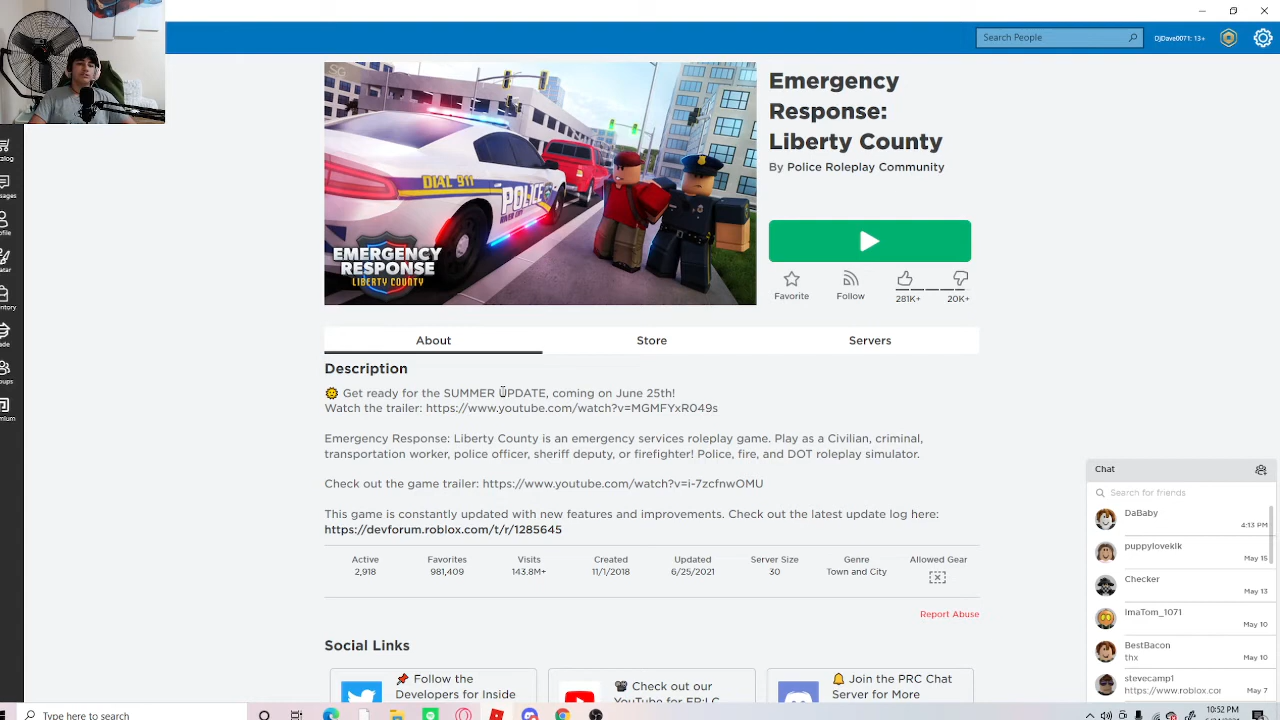 Search People
DjDave0071: 13+
SG
DIAL 911
POLICE
RIVER CITY
EMERGENCY
RESPONSE
LIBERTY COUNTY
Emergency
Response:
Liberty County
By Police Roleplay Community
Favorite
Follow
281K+
20K+
About
Store
Servers
Description
Get ready for the SUMMER UPDATE, coming on June 25th!
Watch the trailer: https://www.youtube.com/watch?v=MGMFYxR049s
Emergency Response: Liberty County is an emergency services roleplay game. Play as a Civilian, criminal,
transportation worker, police officer, sheriff deputy, or firefighter! Police, fire, and DOT roleplay simulator.
Check out the game trailer: https://www.youtube.com/watch?v=i-7zcfnwOMU
This game is constantly updated with new features and improvements. Check out the latest update log here:
https://devforum.roblox.com/t/r/1285645
Active Favorites Visits Created Updated Server Size Genre Allowed Gear
2,918 981,409 143.8M+ 11/1/2018 6/25/2021 30 Town and City
Report Abuse
Social Links
Follow the
Developers for Inside
Check out our
YouTube for ER:LC
Join the PRC Chat
Server for More
Chat
Search for friends
DaBaby
4:13 PM
puppyloveklk
May 15
Checker
May 13
ImaTom_1071
May 10
BestBacon
thx
May 10
stevecamp1
https://www.roblox.cor
May 7
Type here to search
10:52 PM